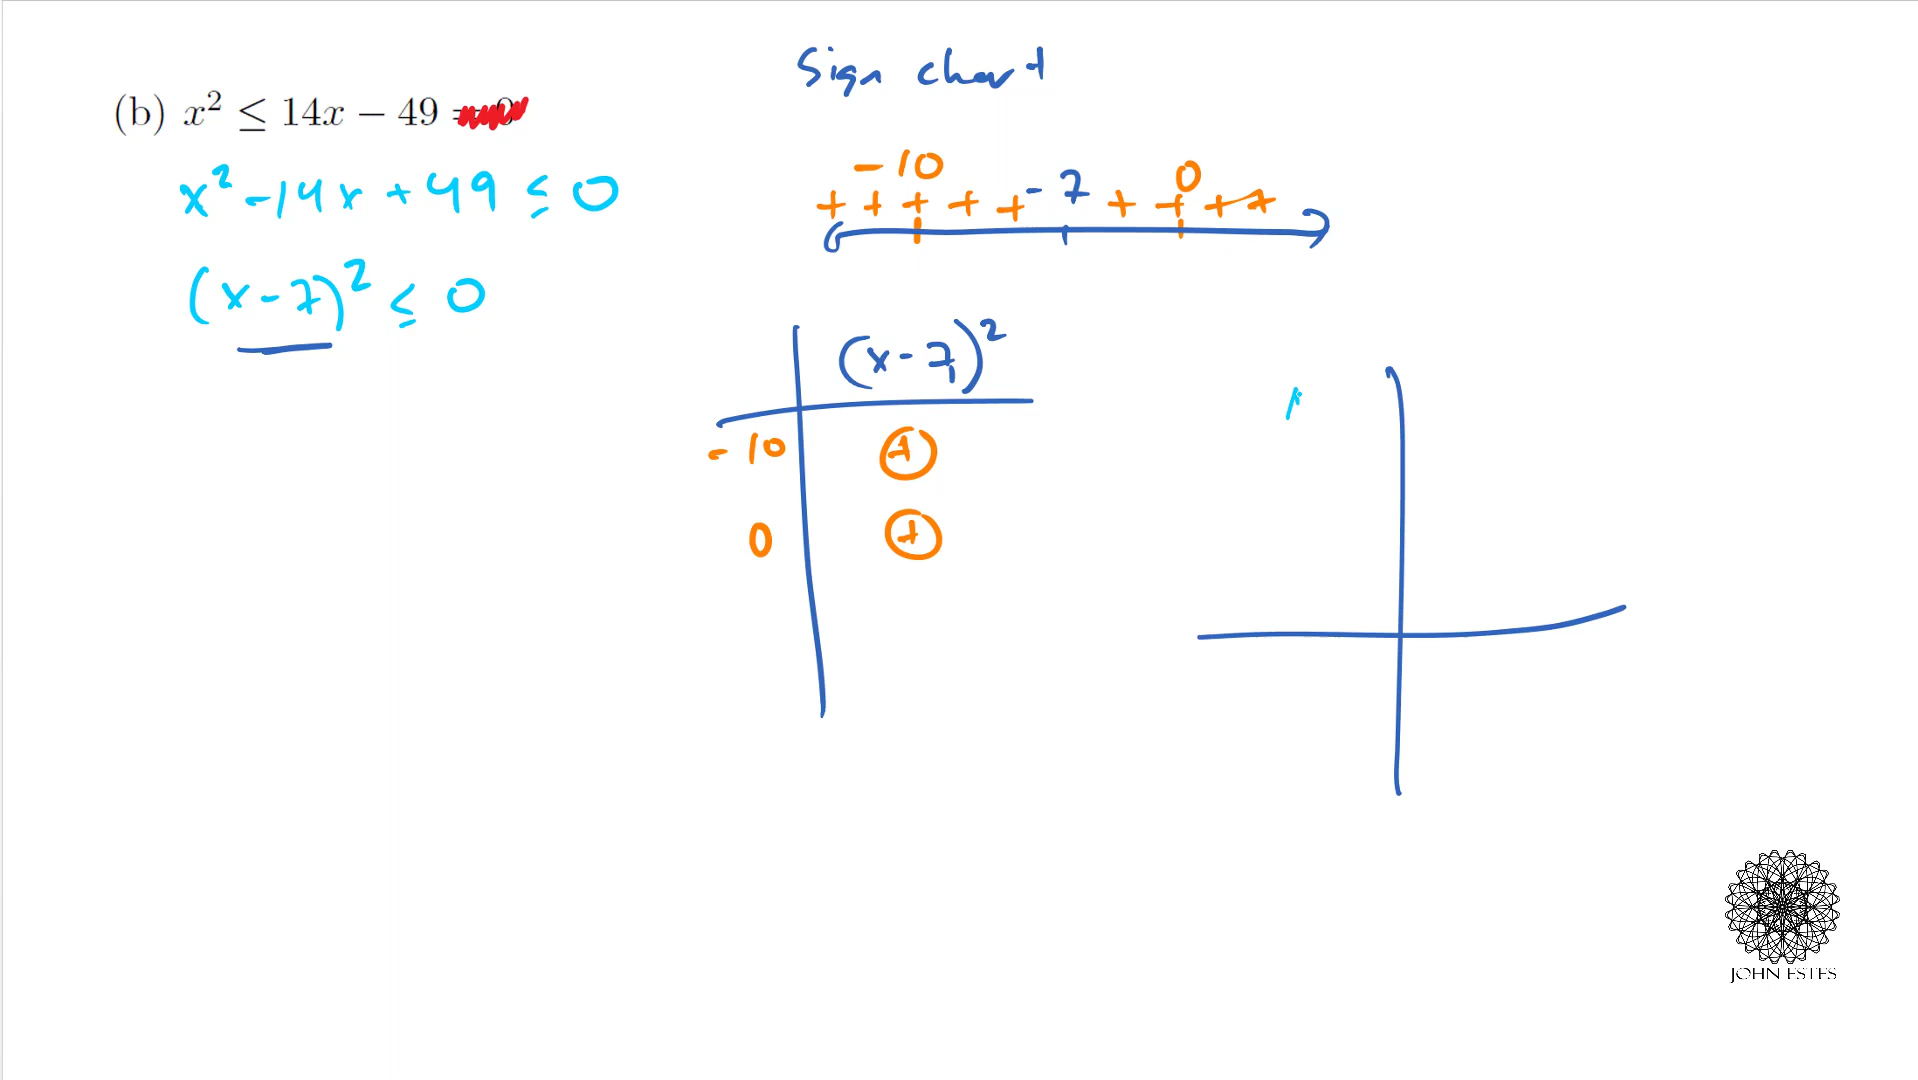 Sign chart
(b) x² ≤ 14x − 49
x² - 14x + 49 ≤ 0
(x - 7)² ≤ 0
- 10 0
+ + + + + - 7 + + + +
(x - 7)²
- 10 +
0 +
JOHN ESTES